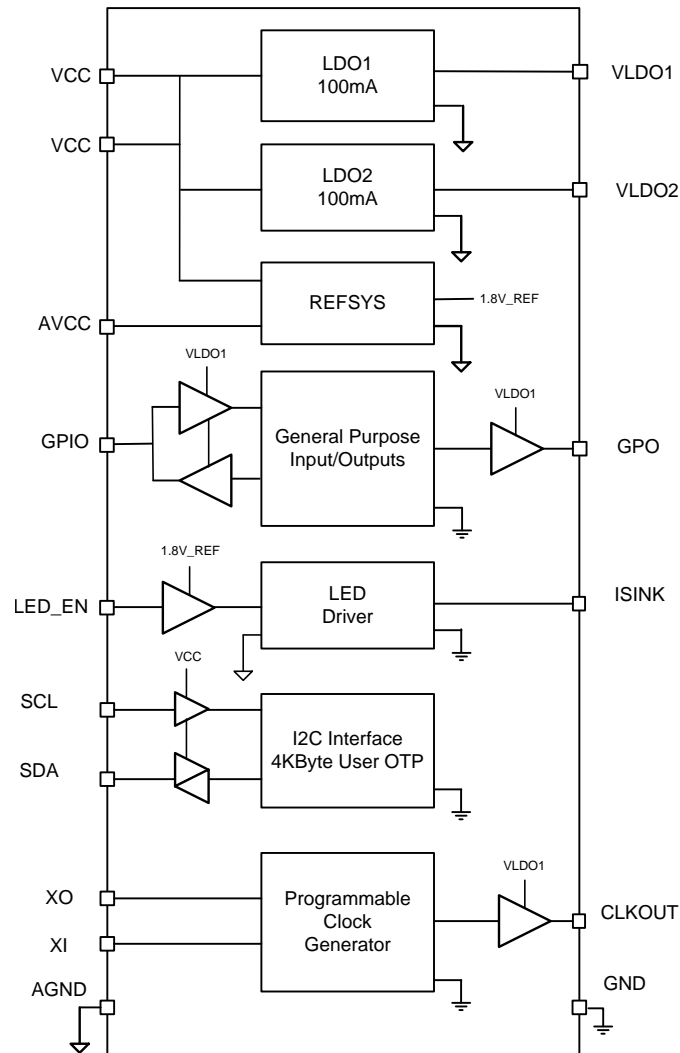 VCC
LDO1
100mA
VLDO1
VCC
LDO2
100mA
VLDO2
REFSYS
1.8V_REF
AVCC
VLDO1
VLDO1
GPIO
General Purpose
Input/Outputs
GPO
1.8V_REF
LED_EN
LED
Driver
ISINK
VCC
SCL
I2C Interface
4KByte User OTP
SDA
VLDO1
XO
Programmable
Clock
Generator
CLKOUT
XI
AGND
GND